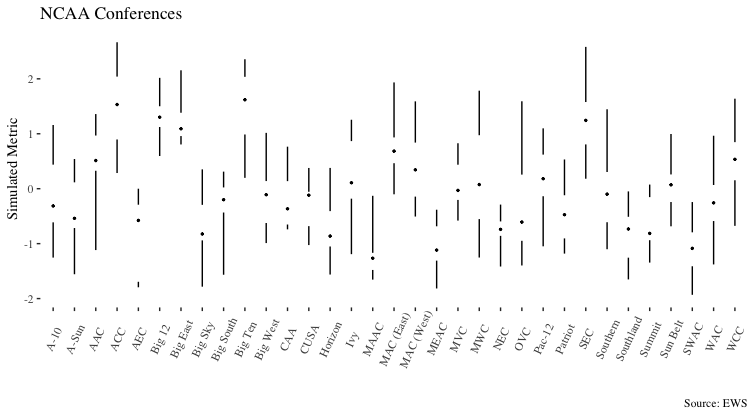 NCAA Conferences
Simulated Metric
2
1
0
-1
-2
A-10
A-Sun
AAC
ACC
AEC
Big 12
Big East
Big Sky
Big South
Big Ten
Big West
CAA
CUSA
Horizon
Ivy
MAAC
MAC (East)
MAC (West)
MEAC
MVC
MWC
NEC
OVC
Pac-12
Patriot
SEC
Southern
Southland
Summit
Sun Belt
SWAC
WAC
WCC
Source: EWS